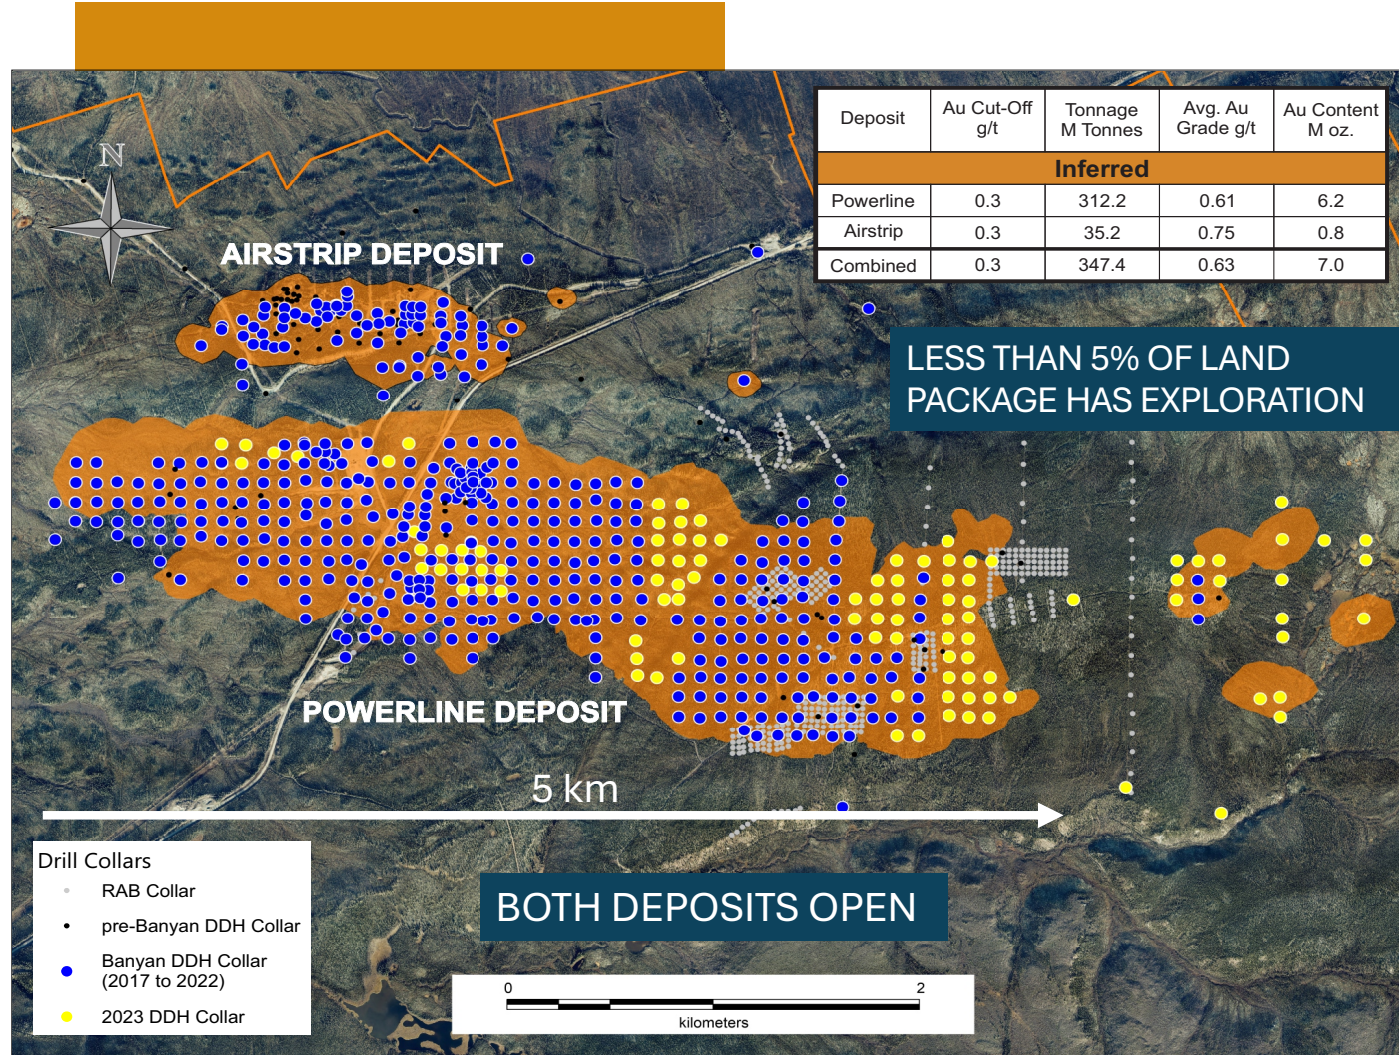 Deposit
Au Cut-Off
g/t
Tonnage
M Tonnes
Avg. Au
Grade g/t
Au Content
M oz.
Inferred
Powerline 0.3 312.2 0.61 6.2
Airstrip 0.3 35.2 0.75 0.8
Combined 0.3 347.4 0.63 7.0
N
AIRSTRIP DEPOSIT
LESS THAN 5% OF LAND
PACKAGE HAS EXPLORATION
POWERLINE DEPOSIT
5 km
Drill Collars
RAB Collar
pre-Banyan DDH Collar
Banyan DDH Collar
(2017 to 2022)
2023 DDH Collar
BOTH DEPOSITS OPEN
0 2
kilometers